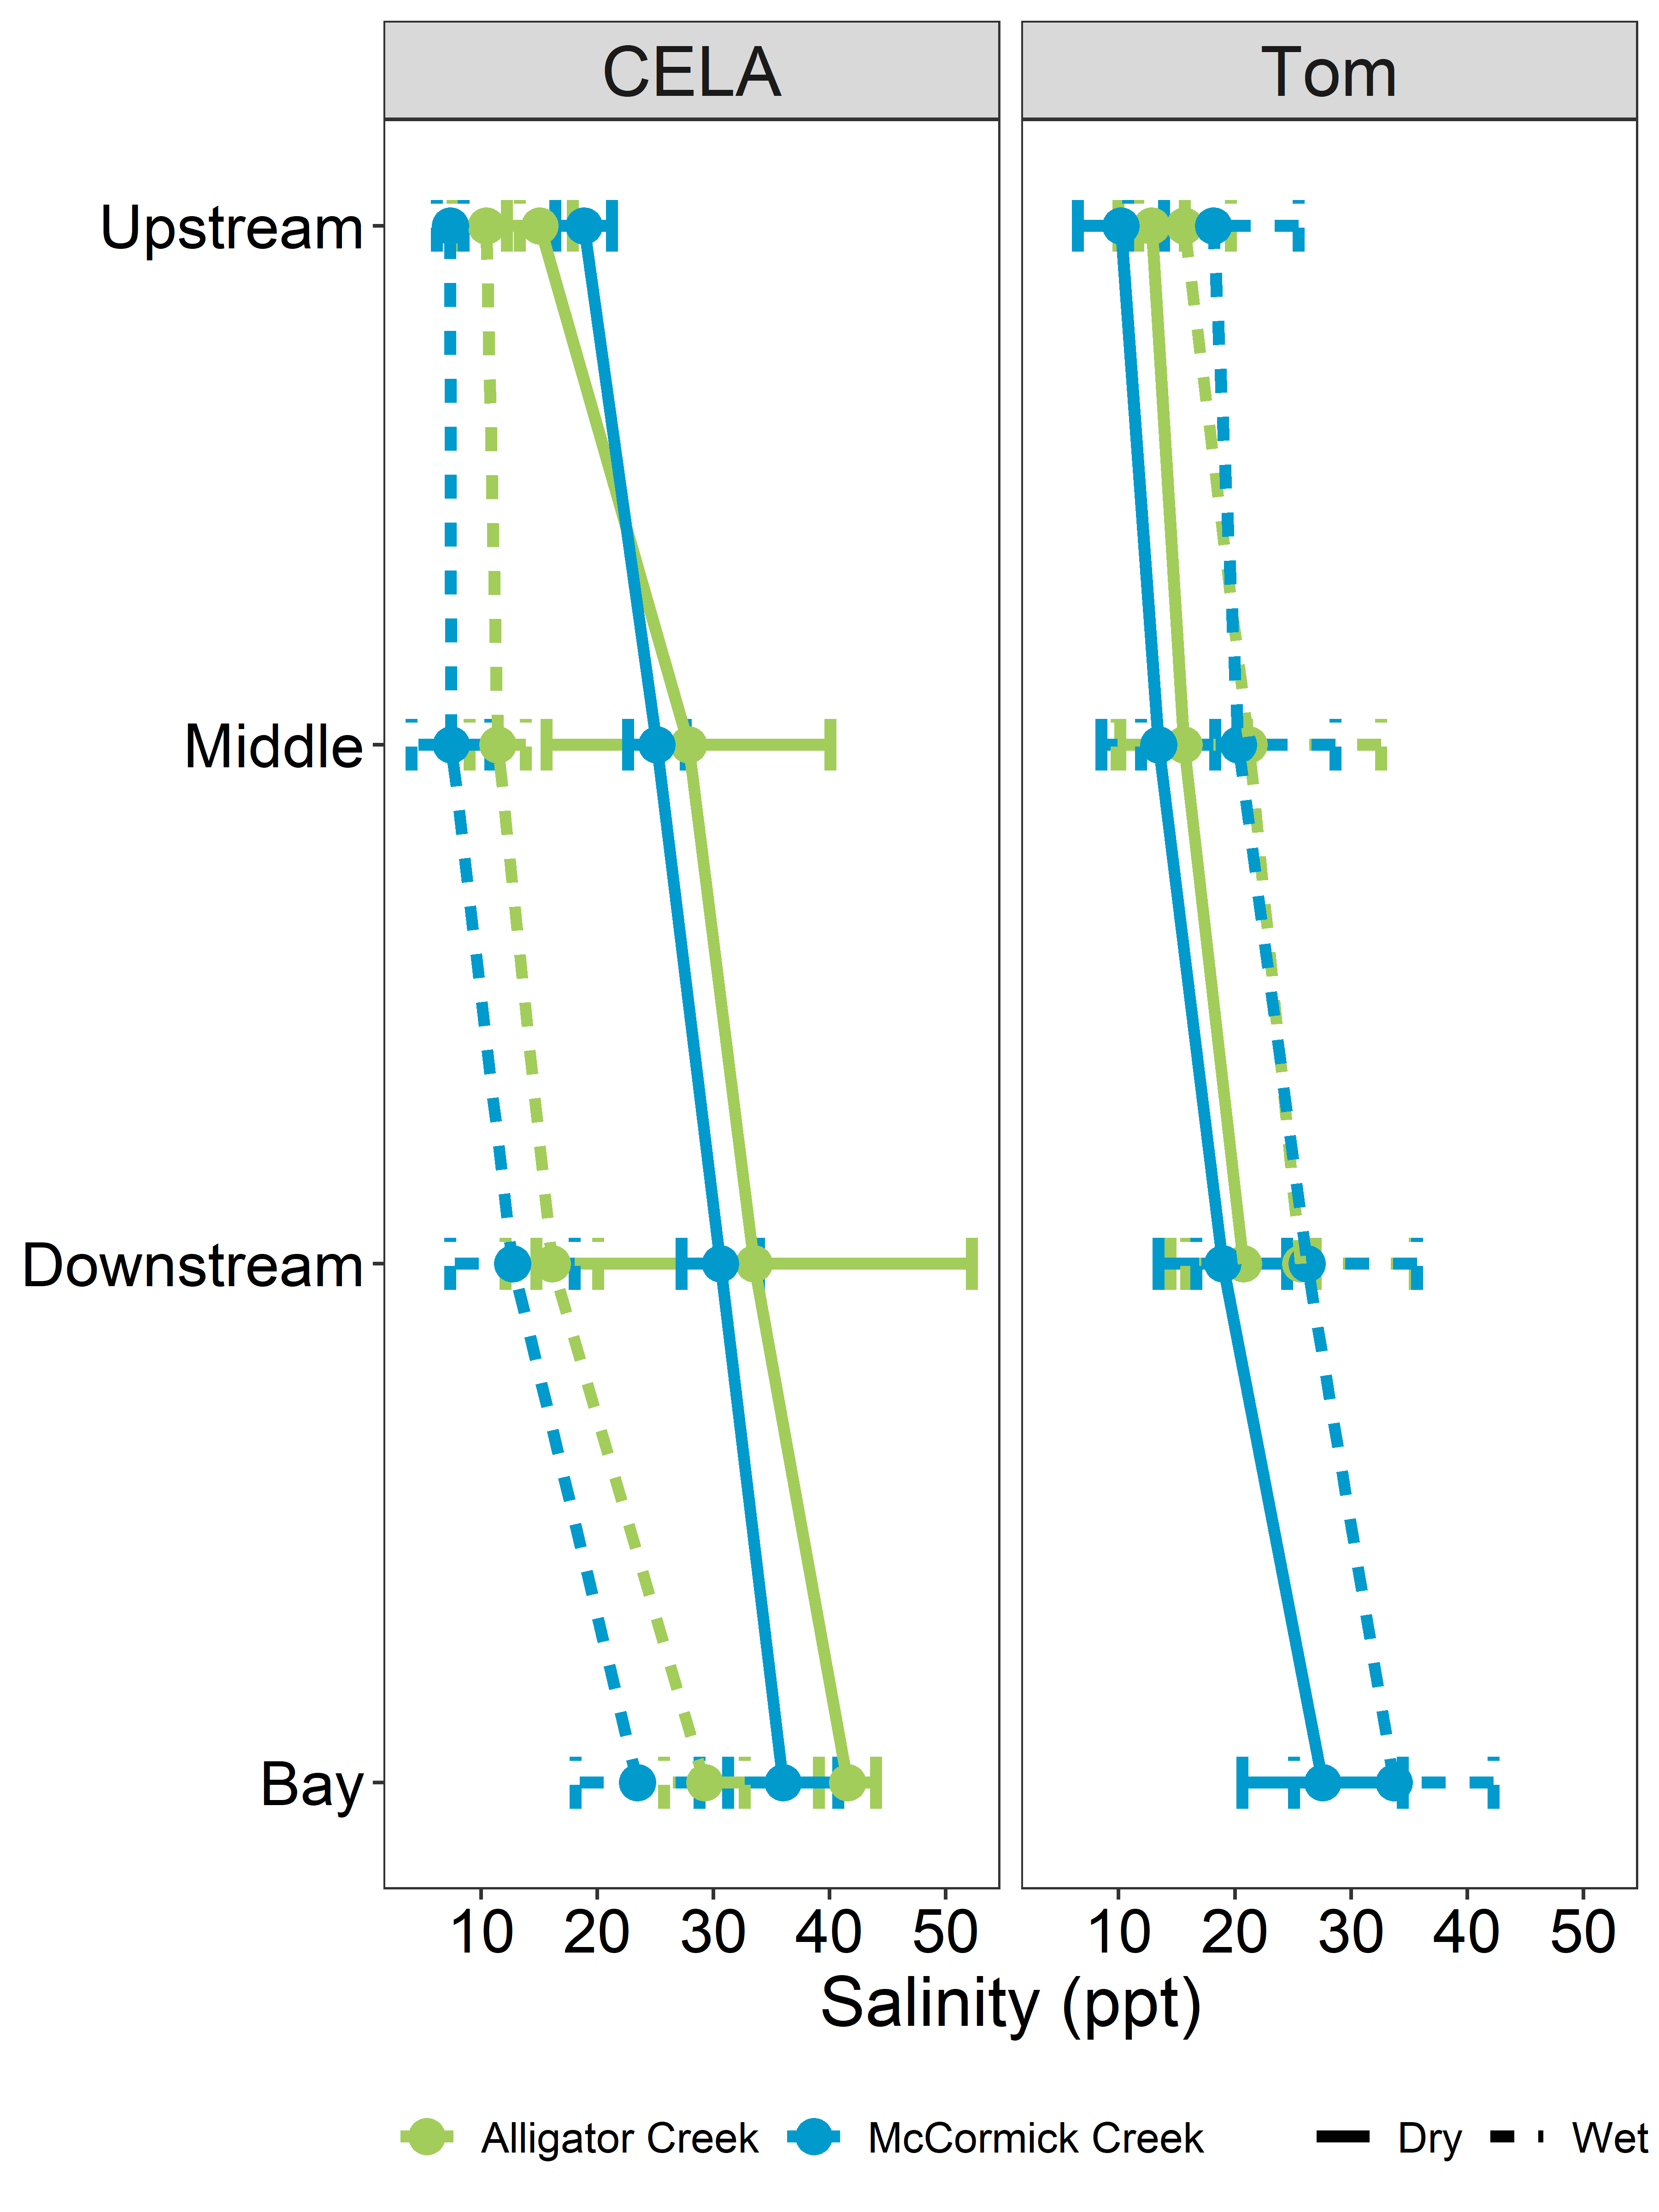 CELA Tom
Upstream
Middle
Downstream
Bay
10 20 30 40 50 10 20 30 40 50
Salinity (ppt)
Alligator Creek McCormick Creek Dry Wet